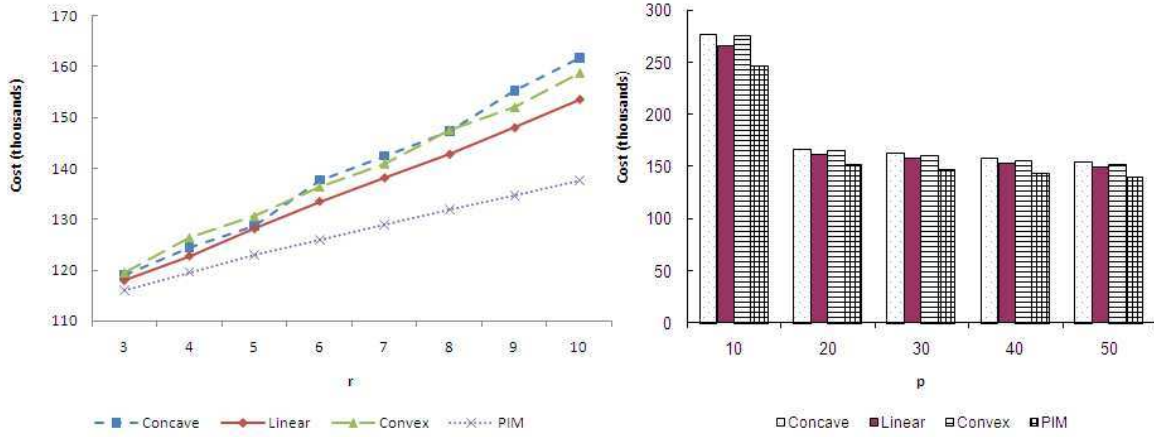 Cost (thousands)
170
160
150
140
130
120
110
3 4 5 6 7 8 9 10
r
Concave Linear Convex PIM
Cost (thousands)
300
250
200
150
100
50
0
10 20 30 40 50
p
Concave Linear Convex PIM